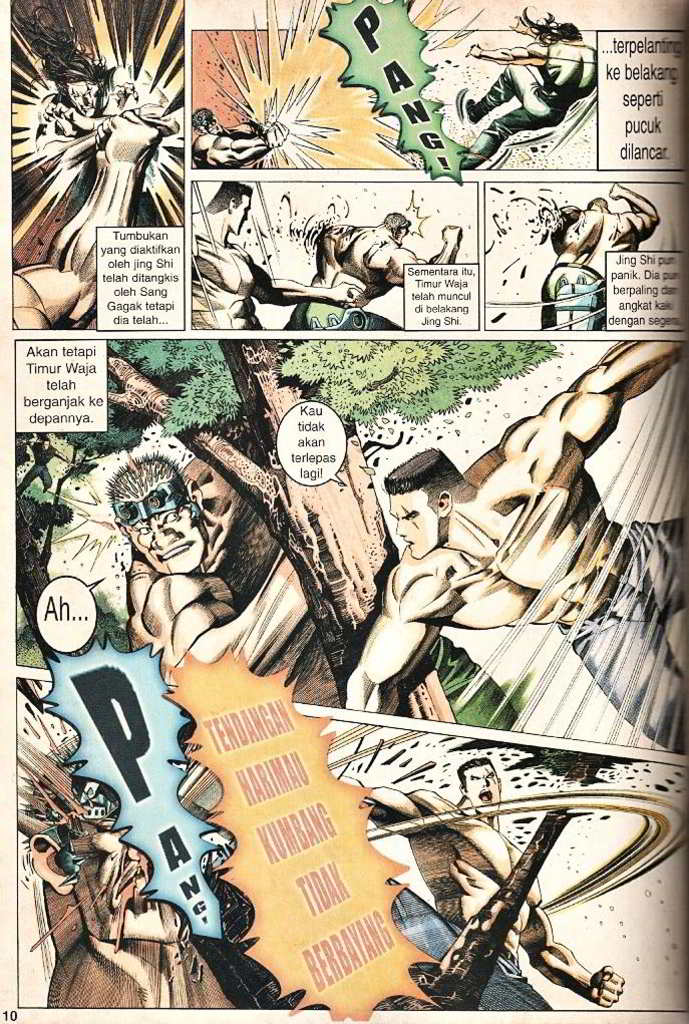 Tumbukan
yang diaktifkan
oleh jing Shi
telah ditangkis
oleh Sang
Gagak tetapi
dia telah...
PANG!
...terpelanting
ke belakang
seperti
pucuk
dilancar.
Sementara itu,
Timur Waja
telah muncul
di belakang
Jing Shi.
Jing Shi pun
panik. Dia pun
berpaling dan
angkat kaki
dengan segera.
Akan tetapi
Timur Waja
telah
berganjak ke
depannya.
Kau
tidak
akan
terlepas
lagi!
Ah...
PANG!
TENDANGAN
HARIMAU
KUMBANG
TIDAK
BERBAYANG
10